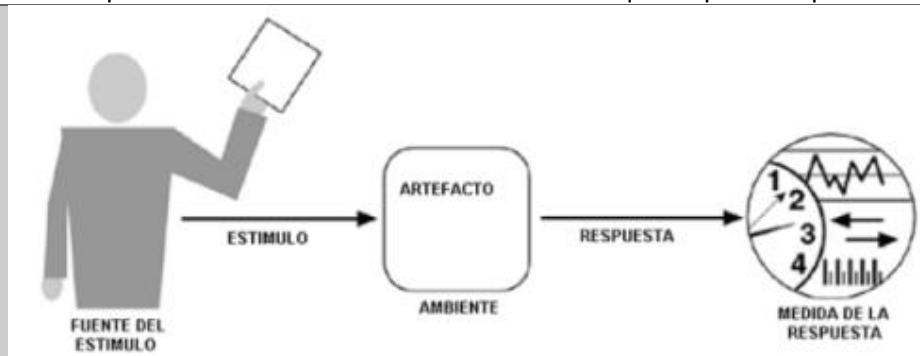 ARTEFACTO
ESTIMULO
RESPUESTA
AMBIENTE
FUENTE DEL
ESTIMULO
MEDIDA DE LA
RESPUESTA
1
2
3
4